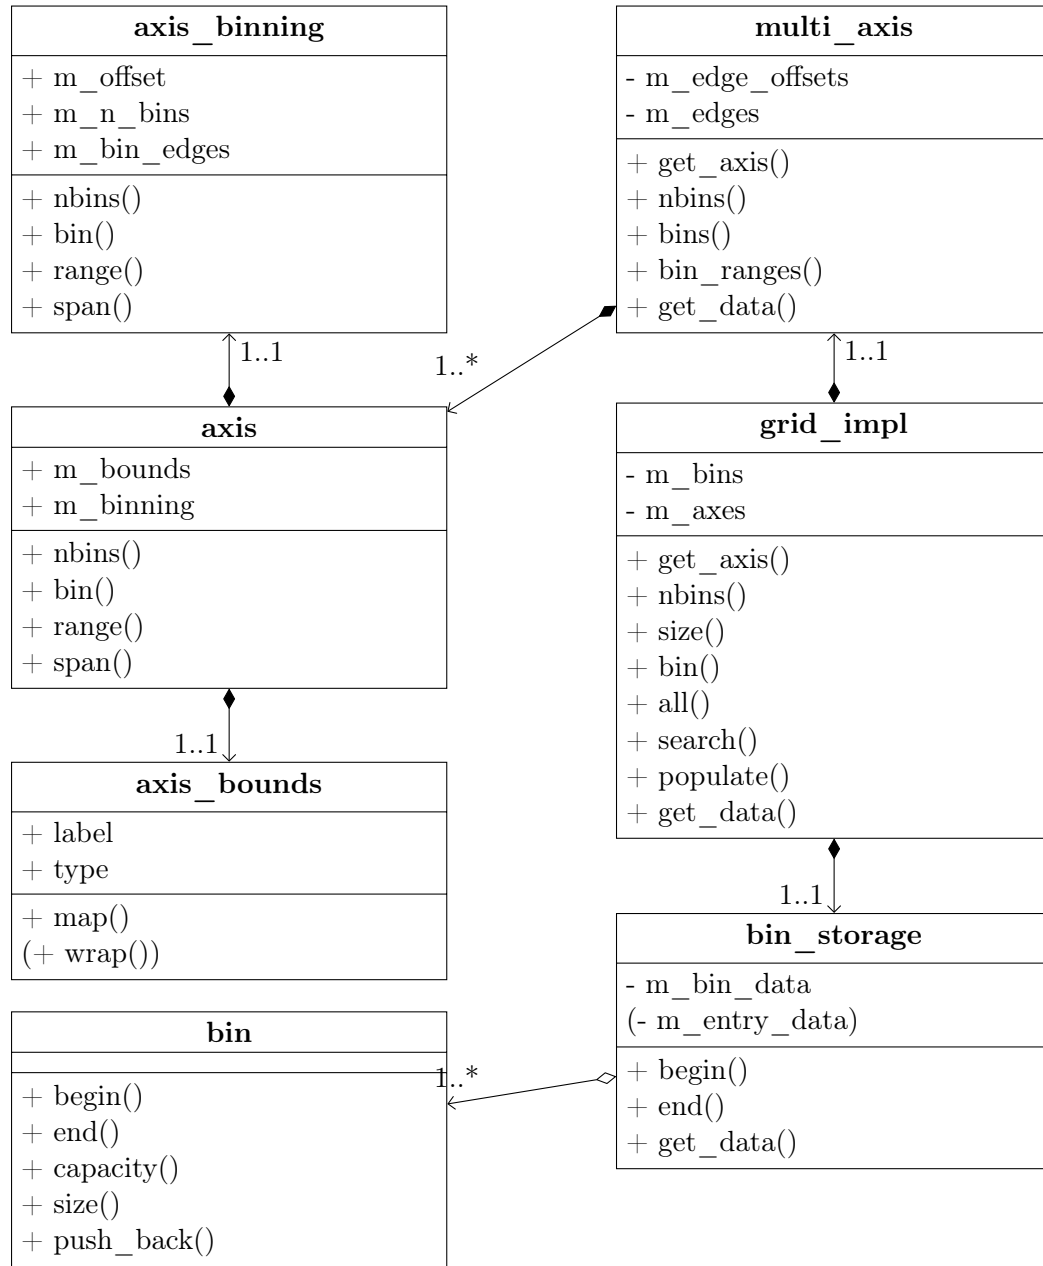 axis_binning
+ m_offset
+ m_n_bins
+ m_bin_edges
+ nbins()
+ bin()
+ range()
+ span()
1..1
axis
+ m_bounds
+ m_binning
+ nbins()
+ bin()
+ range()
+ span()
1..1
axis_bounds
+ label
+ type
+ map()
(+ wrap())
bin
+ begin()
+ end()
+ capacity()
+ size()
+ push_back()
multi_axis
- m_edge_offsets
- m_edges
+ get_axis()
+ nbins()
+ bins()
+ bin_ranges()
+ get_data()
1..*
1..1
grid_impl
- m_bins
- m_axes
+ get_axis()
+ nbins()
+ size()
+ bin()
+ all()
+ search()
+ populate()
+ get_data()
1..1
bin_storage
- m_bin_data
(- m_entry_data)
+ begin()
+ end()
+ get_data()
1..*